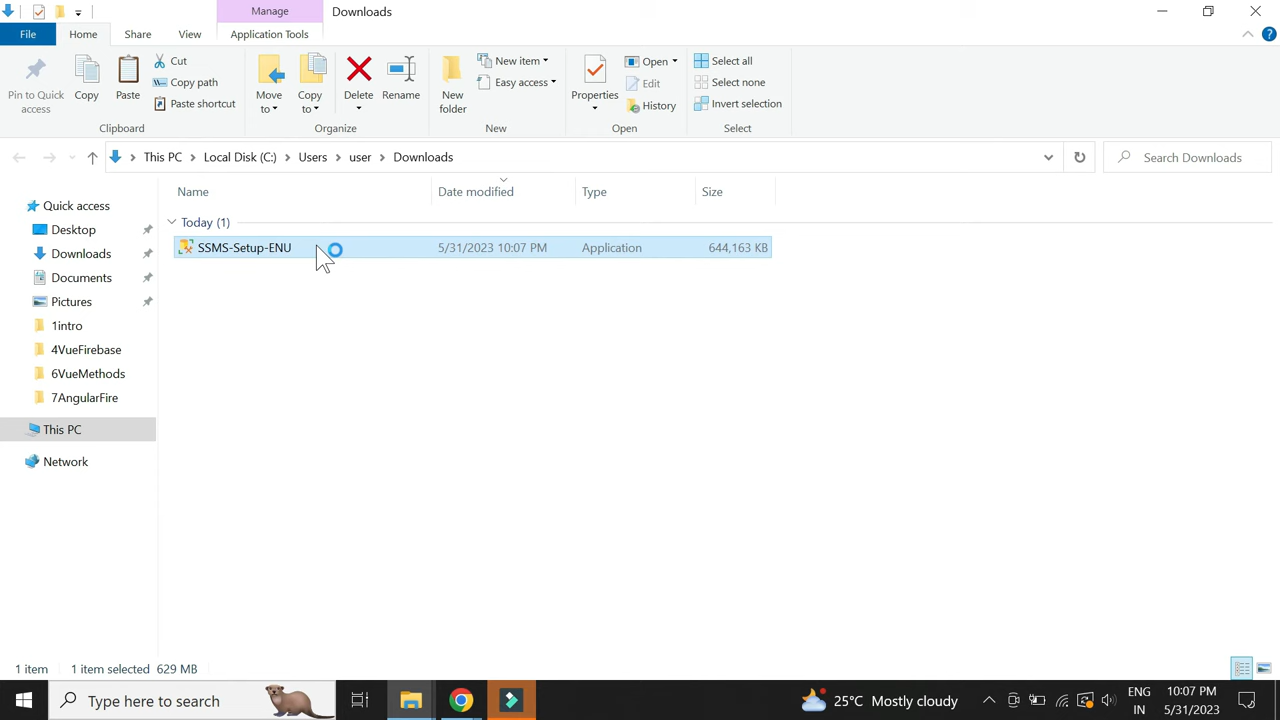 Manage
Downloads
File
Home
Share
View
Application Tools
Pin to Quick access
Copy
Paste
Cut
Copy path
Paste shortcut
Clipboard
Move to
Copy to
Delete
Rename
Organize
New folder
New item
Easy access
New
Properties
Open
Edit
History
Open
Select all
Select none
Invert selection
Select
This PC
Local Disk (C:)
Users
user
Downloads
Search Downloads
Name
Date modified
Type
Size
Quick access
Desktop
Downloads
Documents
Pictures
1intro
4VueFirebase
6VueMethods
7AngularFire
This PC
Network
Today (1)
SSMS-Setup-ENU
5/31/2023 10:07 PM
Application
644,163 KB
1 item
1 item selected 629 MB
Type here to search
25°C Mostly cloudy
ENG
IN
10:07 PM
5/31/2023